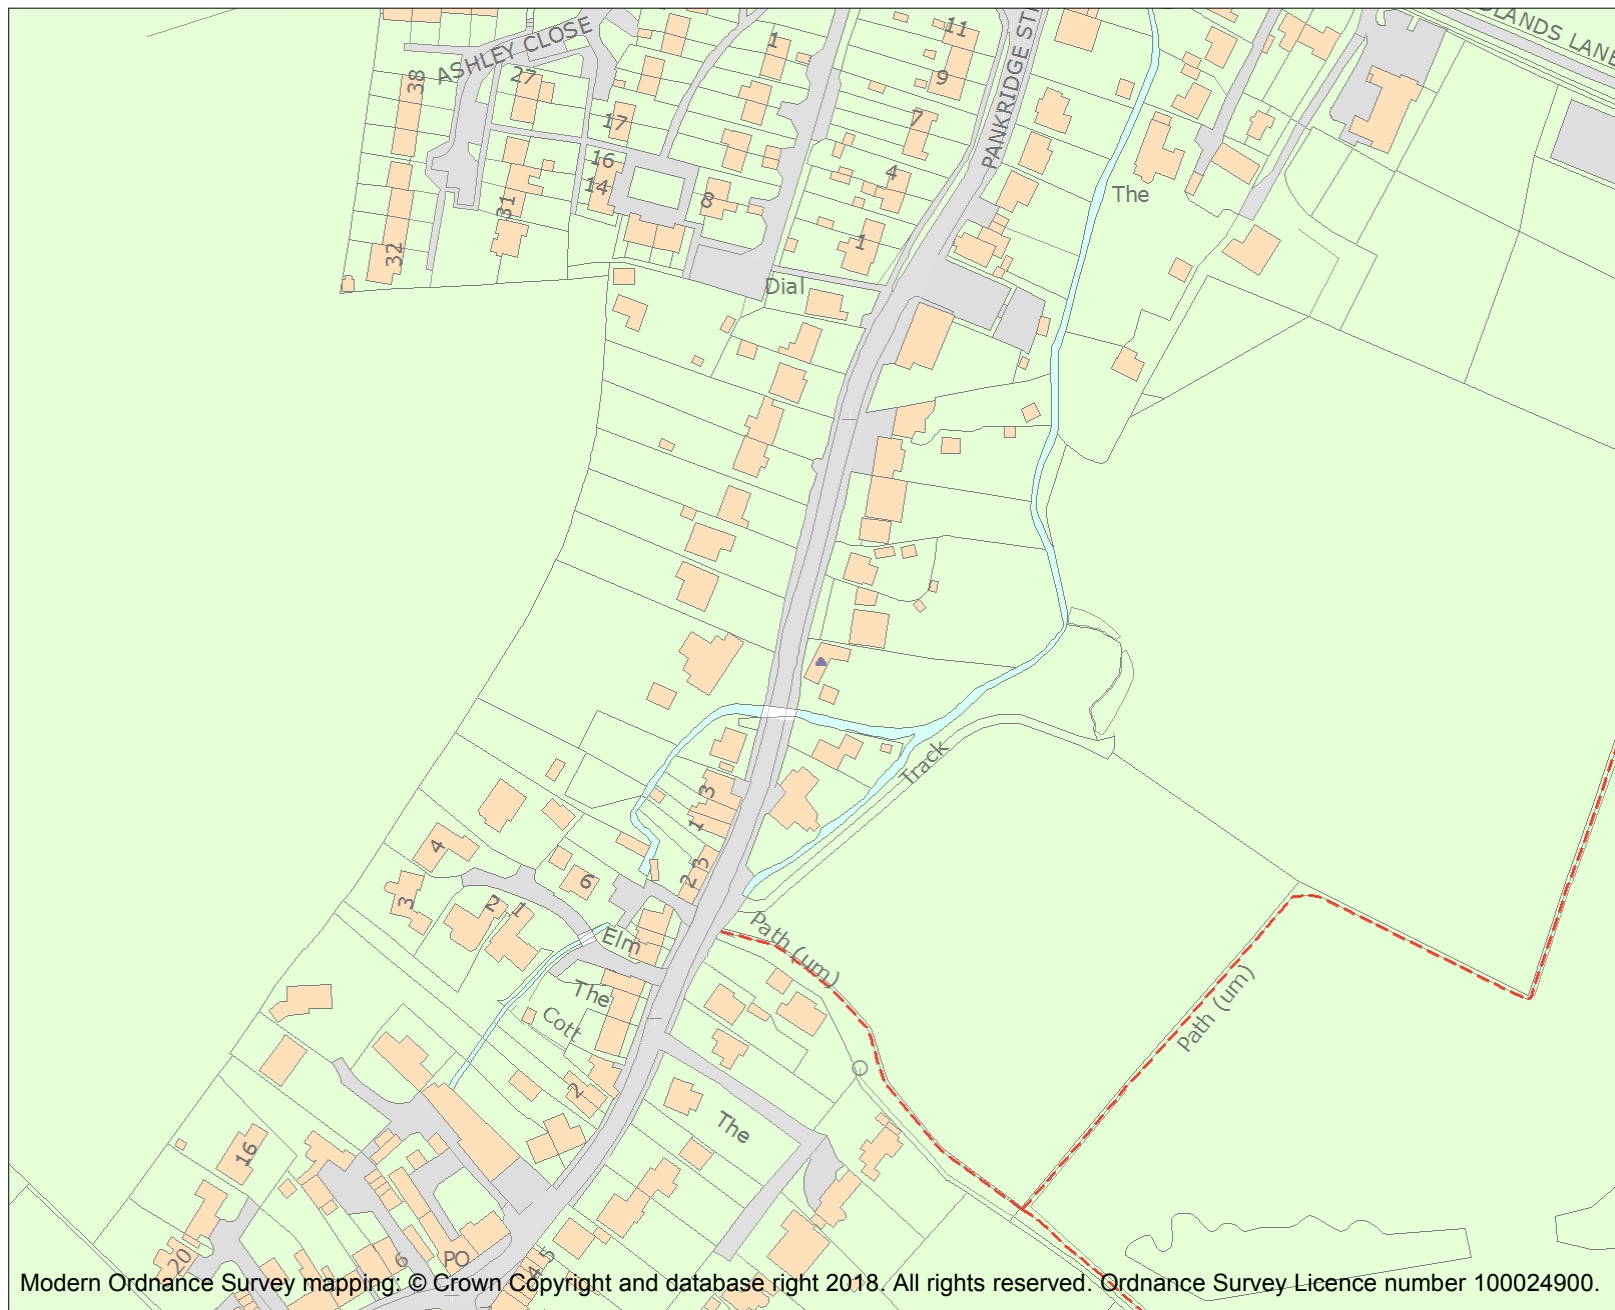 ASHLEY CLOSE
38
27
17
16
14
31
32
1
8
11
9
7
4
1
PANKRIDGE ST
LANDS LANE
The
Dial
Track
3
1
3
2
4
6
3
2
1
Elm
Path (um)
The
Cott
2
The
Path (um)
16
20
6
PO
5
4
Modern Ordnance Survey mapping: © Crown Copyright and database right 2018. All rights reserved. Ordnance Survey Licence number 100024900.